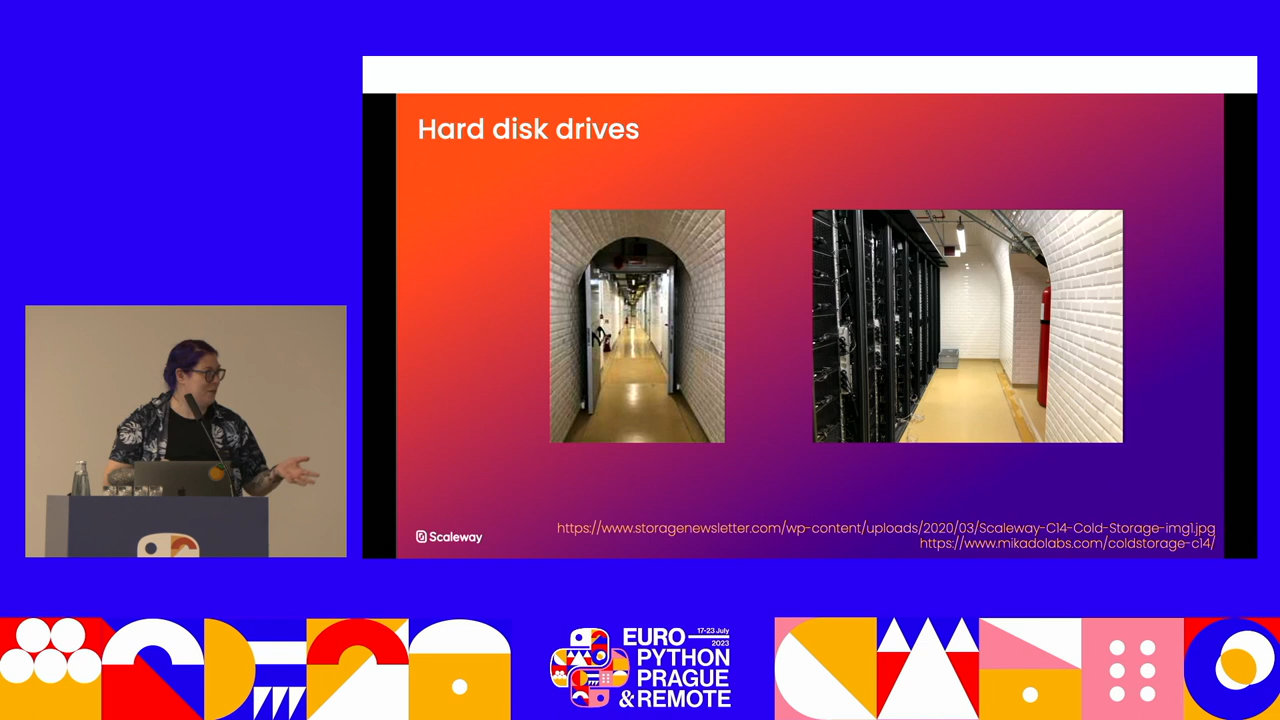 Hard disk drives
Scaleway
https://www.storagenewsletter.com/wp-content/uploads/2020/03/Scaleway-C14-Cold-Storage-img1.jpg
https://www.mikadolabs.com/coldstorage-c14/
EURO
17-23 July
2023
PYTHON
PRAGUE
& REMOTE